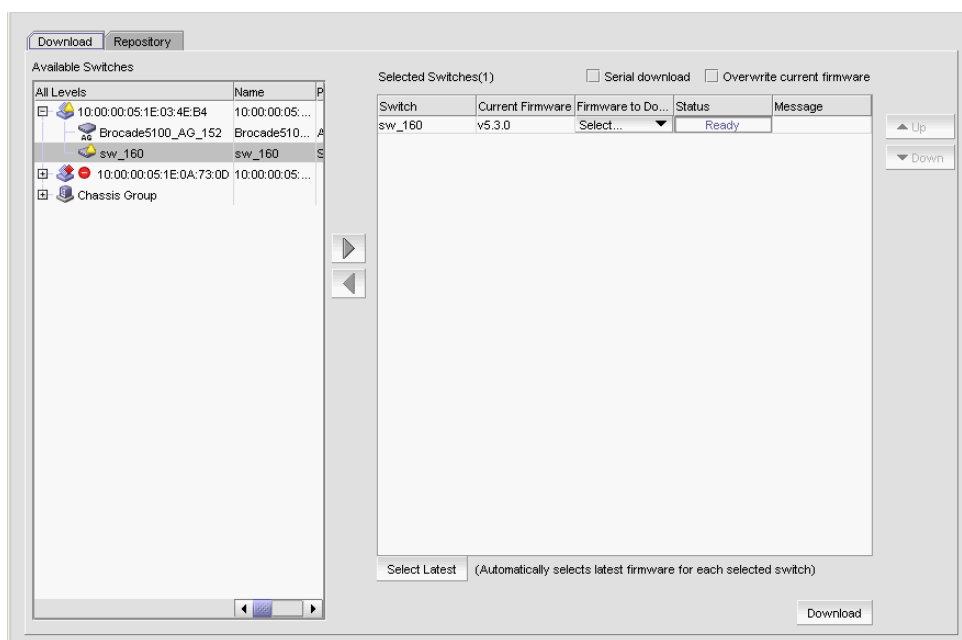 Download Repository
Available Switches
All Levels Name P
10:00:00:05:1E:03:4E:B4 10:00:00:05:...
AG Brocade5100_AG_152 Brocade510... A
sw_160 sw_160 S
10:00:00:05:1E:0A:73:0D 10:00:00:05:...
Chassis Group
Selected Switches(1) Serial download Overwrite current firmware
Switch Current Firmware Firmware to Do... Status Message
sw_160 v5.3.0 Select... Ready
Up
Down
Select Latest (Automatically selects latest firmware for each selected switch)
Download